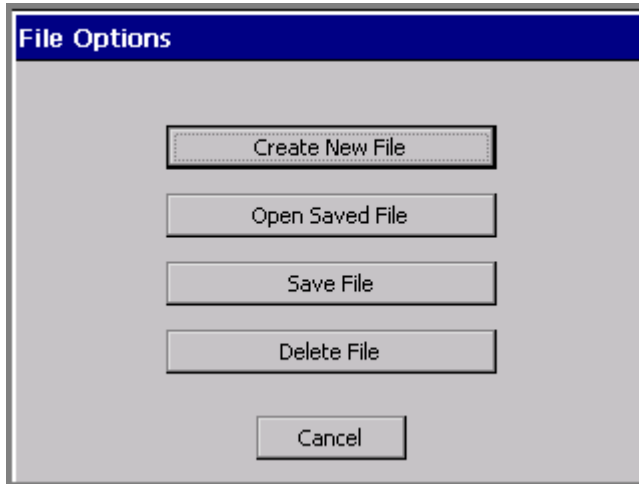 File Options
Create New File
Open Saved File
Save File
Delete File
Cancel